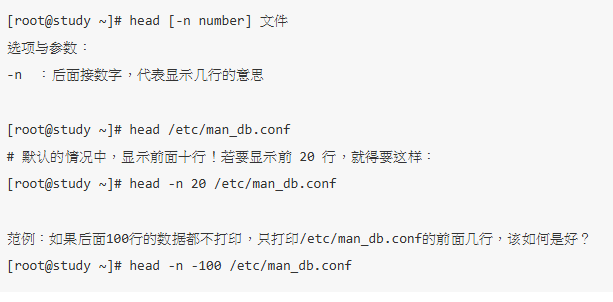 [root@study ~]# head [-n number] 文件
选项与参数：
-n  ：后面接数字，代表显示几行的意思
[root@study ~]# head /etc/man_db.conf
# 默认的情况中，显示前面十行！若要显示前 20 行，就得要这样：
[root@study ~]# head -n 20 /etc/man_db.conf
范例：如果后面100行的数据都不打印，只打印/etc/man_db.conf的前面几行，该如何是好？
[root@study ~]# head -n -100 /etc/man_db.conf